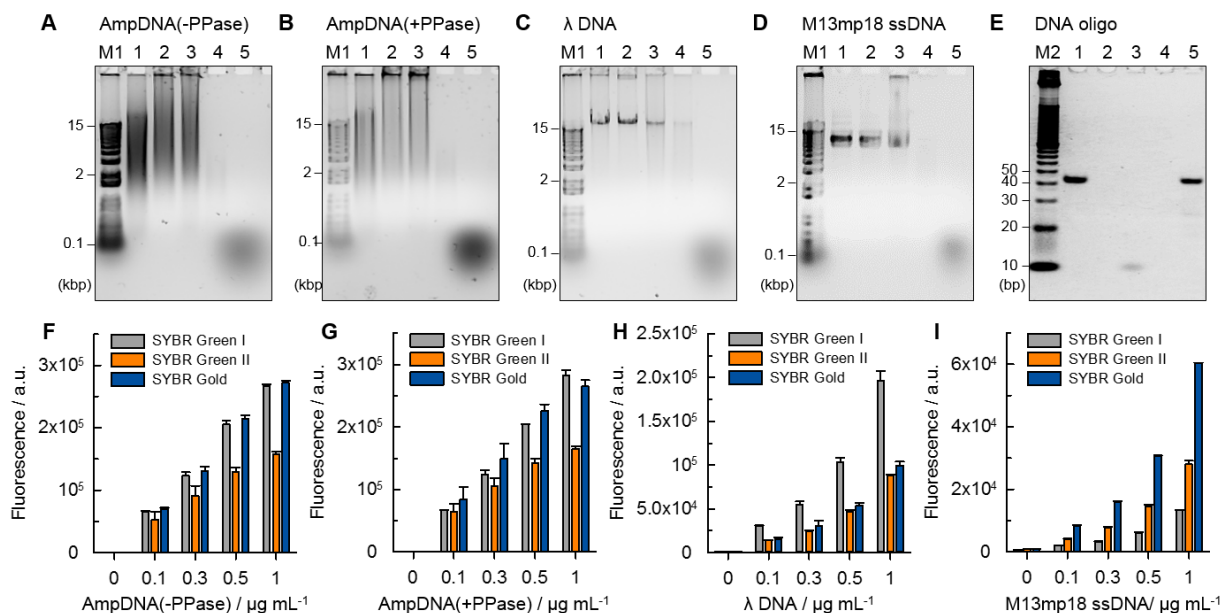 A AmpDNA(-PPase)
M1 1 2 3 4 5
15
2
0.1
(kbp)
B AmpDNA(+PPase)
M1 1 2 3 4 5
15
2
0.1
(kbp)
C λ DNA
M1 1 2 3 4 5
15
2
0.1
(kbp)
D M13mp18 ssDNA
M1 1 2 3 4 5
15
2
0.1
(kbp)
E DNA oligo
M2 1 2 3 4 5
50
40
30
20
10
(bp)
F
SYBR Green I
SYBR Green II
SYBR Gold
Fluorescence / a.u.
3x10⁵
2x10⁵
10⁵
0
0 0.1 0.3 0.5 1
AmpDNA(-PPase) / µg mL⁻¹
G
SYBR Green I
SYBR Green II
SYBR Gold
Fluorescence / a.u.
3x10⁵
2x10⁵
10⁵
0
0 0.1 0.3 0.5 1
AmpDNA(+PPase) / µg mL⁻¹
H
SYBR Green I
SYBR Green II
SYBR Gold
Fluorescence / a.u.
2.5x10⁵
2.0x10⁵
1.5x10⁵
10⁵
5.0x10⁴
0
0 0.1 0.3 0.5 1
λ DNA/ µg mL⁻¹
I
SYBR Green I
SYBR Green II
SYBR Gold
Fluorescence / a.u.
6x10⁴
4x10⁴
2x10⁴
0
0 0.1 0.3 0.5 1
M13mp18 ssDNA/ µg mL⁻¹